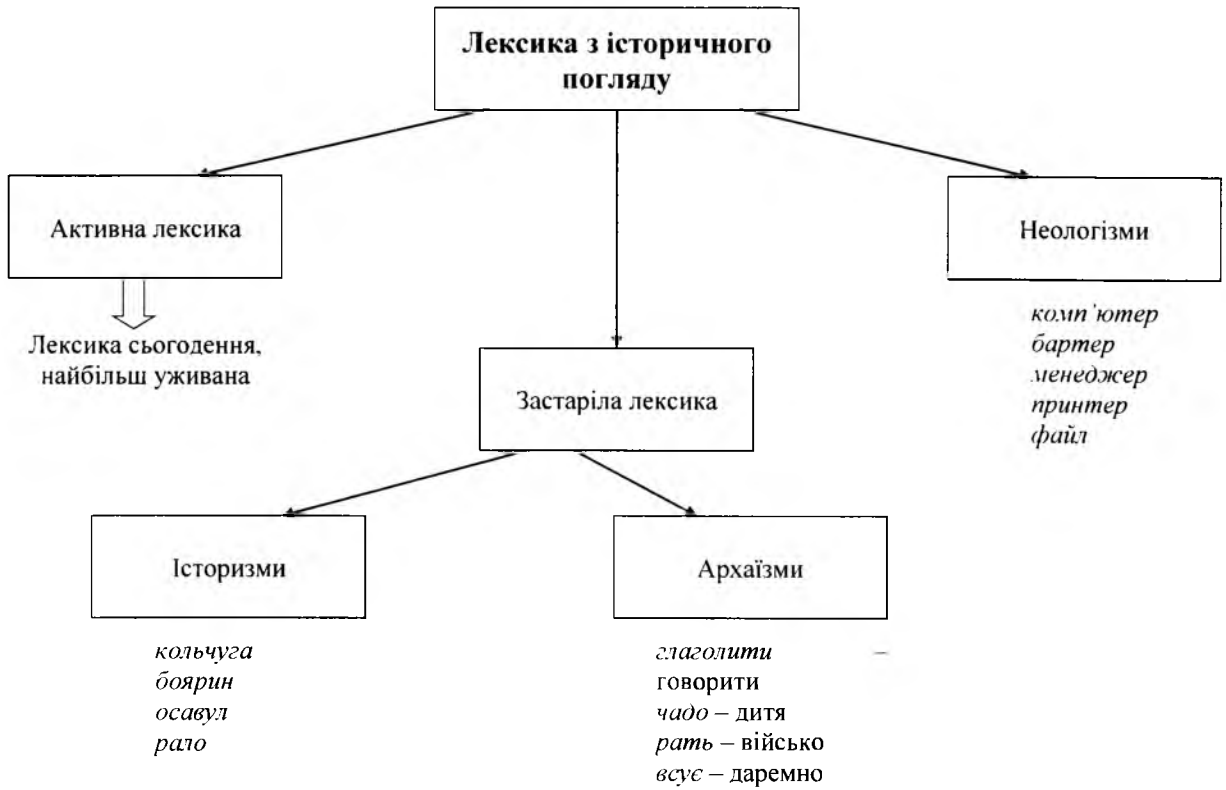 Лексика з історичного
погляду
Активна лексика
Неологізми
Лексика сьогодення,
найбільш уживана
комп'ютер
бартер
менеджер
принтер
файл
Застаріла лексика
Історизми
Архаїзми
кольчуга
боярин
осавул
рало
глаголити –
говорити
чадо – дитя
рать – військо
всує – даремно